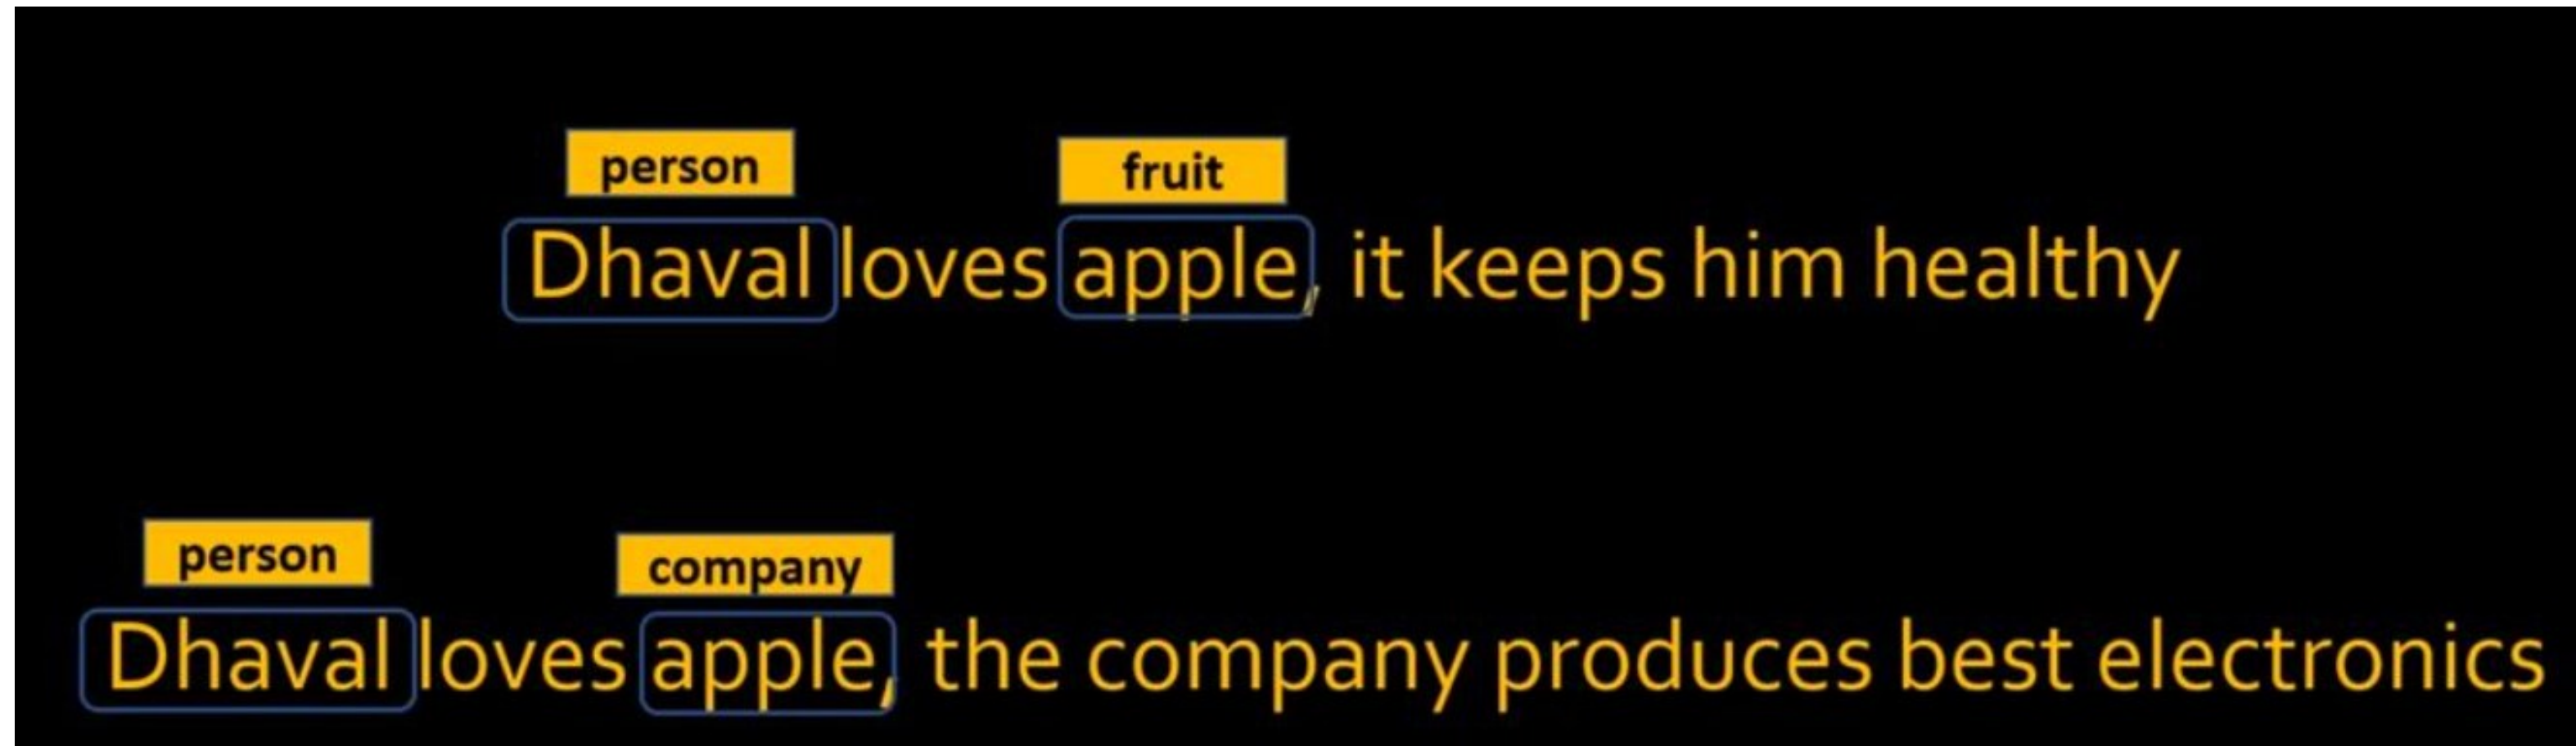 person fruit
Dhaval loves apple, it keeps him healthy
person company
Dhaval loves apple, the company produces best electronics